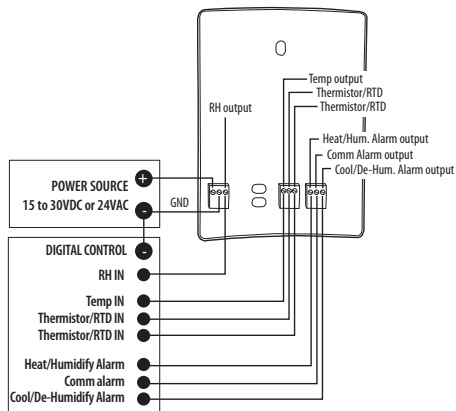 Temp output
Thermistor/RTD
RH output
Thermistor/RTD
Heat/Hum. Alarm output
Comm Alarm output
Cool/De-Hum. Alarm output
+
POWER SOURCE
15 to 30VDC or 24VAC
-
GND
DIGITAL CONTROL
-
RH IN
Temp IN
Thermistor/RTD IN
Thermistor/RTD IN
Heat/Humidify Alarm
Comm alarm
Cool/De-Humidify Alarm